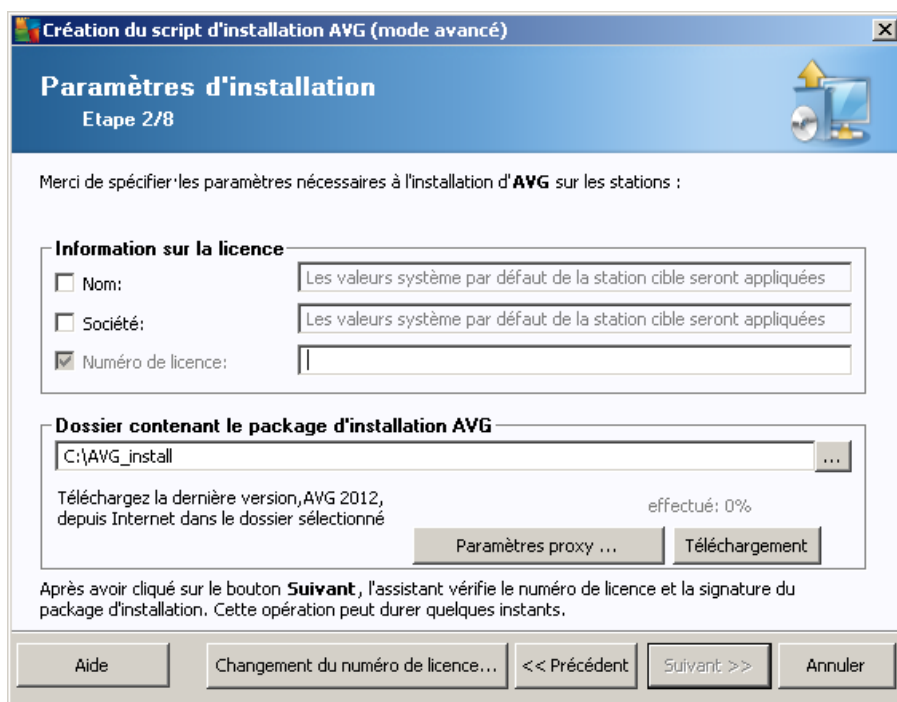 Création du script d'installation AVG (mode avancé)
Paramètres d'installation
Etape 2/8
Merci de spécifier·les paramètres nécessaires à l'installation d'AVG sur les stations :
Information sur la licence
Nom:
Les valeurs système par défaut de la station cible seront appliquées
Société:
Les valeurs système par défaut de la station cible seront appliquées
Numéro de licence:
Dossier contenant le package d'installation AVG
C:\AVG_install
...
Téléchargez la dernière version,AVG 2012,
depuis Internet dans le dossier sélectionné
effectué: 0%
Paramètres proxy ...
Téléchargement
Après avoir cliqué sur le bouton Suivant, l'assistant vérifie le numéro de licence et la signature du
package d'installation. Cette opération peut durer quelques instants.
Aide
Changement du numéro de licence...
<< Précédent
Suivant >>
Annuler